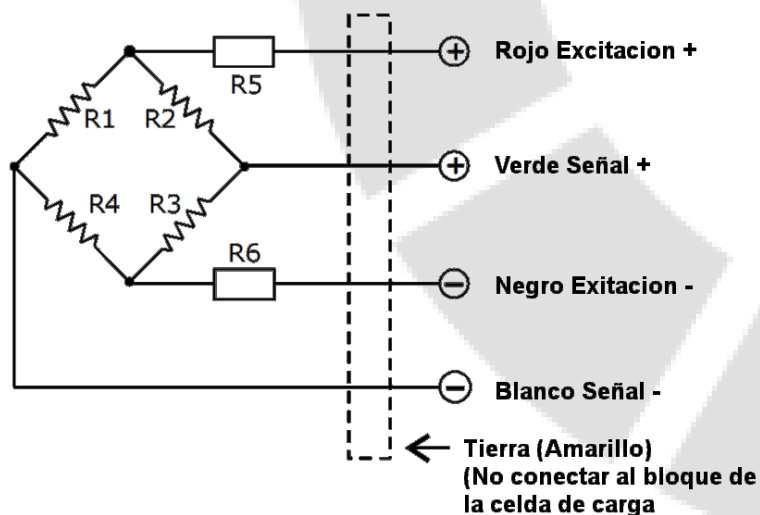 Rojo Excitacion +
R5
R1
R2
Verde Señal +
R4
R3
R6
Negro Exitacion -
Blanco Señal -
Tierra (Amarillo)
(No conectar al bloque de
la celda de carga